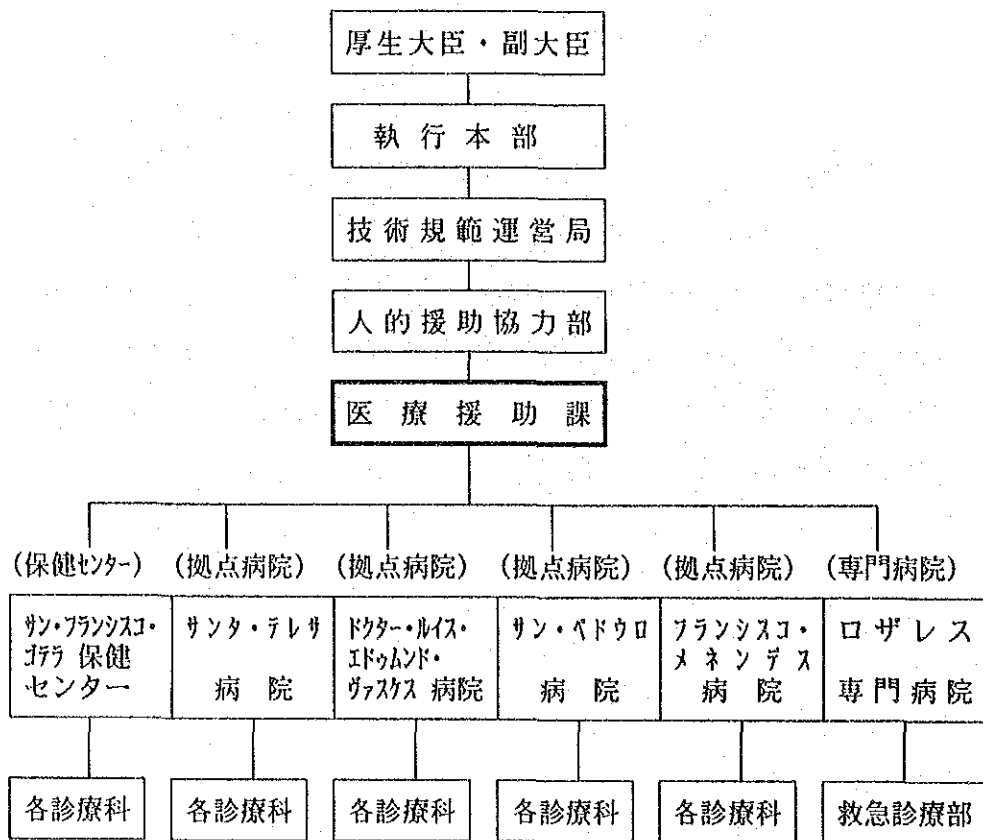 厚生大臣・副大臣
執行本部
技術規範運営局
人的援助協力部
医療援助課
(保健ｾﾝﾀｰ) (拠点病院) (拠点病院) (拠点病院) (拠点病院) (専門病院)
ｻﾝ･ﾌﾗﾝｼｽｺ･
ｺﾞﾃﾗ 保健
センター
サンタ・テレサ
病院
ﾄﾞｸﾀｰ･ﾙｲｽ･
ｴﾄﾞｩﾑﾝﾄﾞ･
ｳﾞｧｽｹｽ 病院
サン・ペドウロ
病院
フランシスコ・
メネンデス
病院
ロザレス
専門病院
各診療科 各診療科 各診療科 各診療科 各診療科 救急診療部